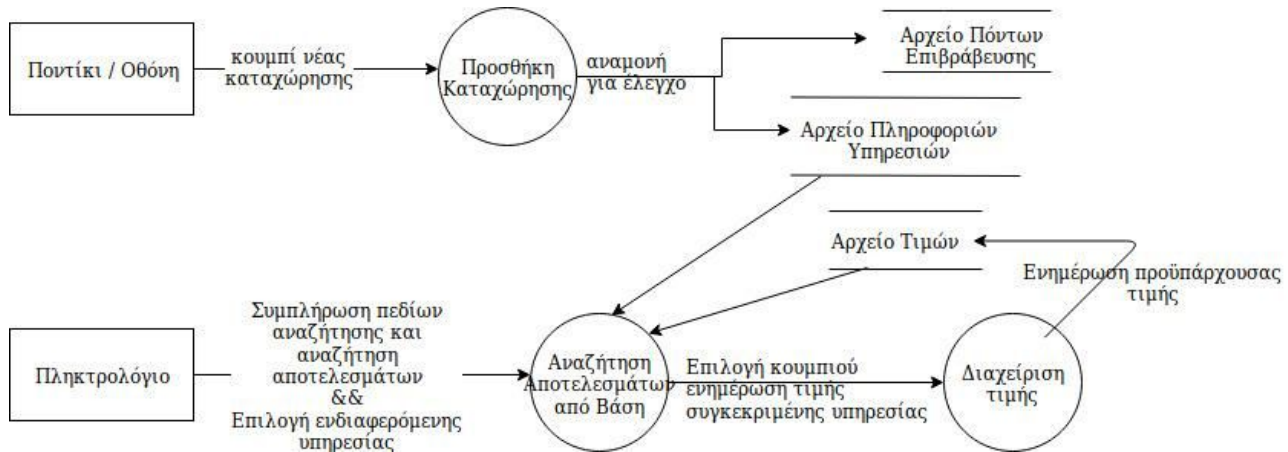 Ποντίκι / Οθόνη
κουμπί νέας
καταχώρησης
Προσθήκη
Καταχώρησης
αναμονή
για έλεγχο
Αρχείο Πόντων
Επιβράβευσης
Αρχείο Πληροφοριών
Υπηρεσιών
Αρχείο Τιμών
Ενημέρωση προϋπάρχουσας
τιμής
Πληκτρολόγιο
Συμπλήρωση πεδίων
αναζήτησης και
αναζήτηση
αποτελεσμάτων
&&
Επιλογή ενδιαφερόμενης
υπηρεσίας
Αναζήτηση
Αποτελεσμάτων
από Βάση
Επιλογή κουμπιού
ενημέρωση τιμής
συγκεκριμένης υπηρεσίας
Διαχείριση
τιμής